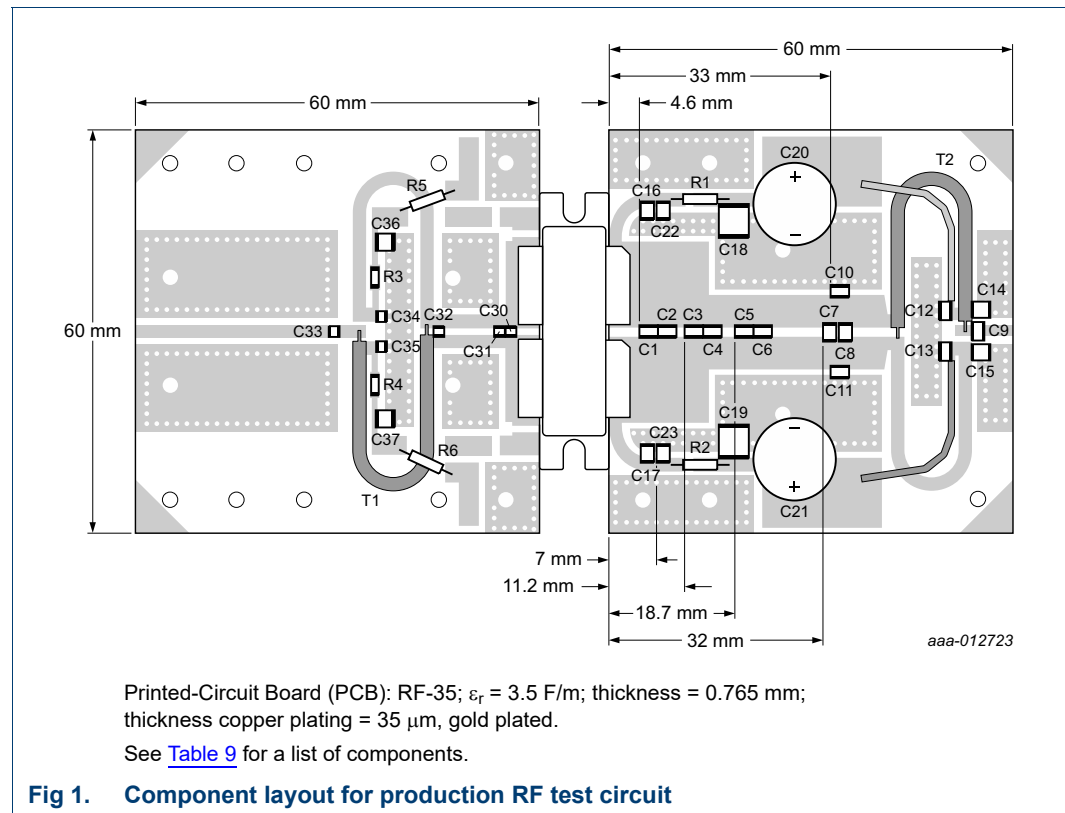 60 mm
33 mm
60 mm
4.6 mm
C20
T2
R5
C16
R1
+
C36
C22
C18
–
C10
R3
C14
C34
C32
C30
C2
C3
C5
C7
C12
60 mm
C33
C9
C35
C31
C1
C4
C6
C8
C13
C15
R4
C11
C37
C23
C19
R6
R2
–
C17
T1
+
C21
7 mm
11.2 mm
18.7 mm
32 mm
aaa-012723
Printed-Circuit Board (PCB): RF-35; εr = 3.5 F/m; thickness = 0.765 mm;
thickness copper plating = 35 μm, gold plated.
See Table 9 for a list of components.
Fig 1. Component layout for production RF test circuit